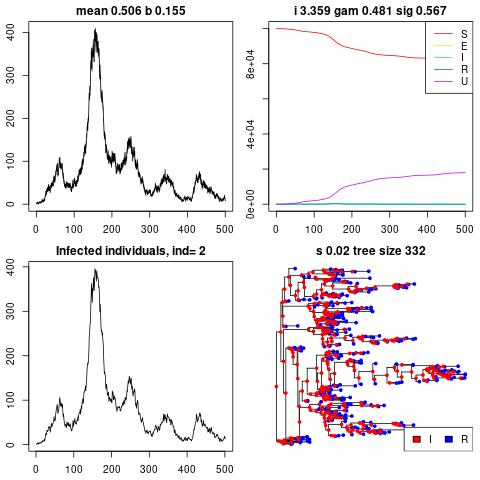 mean 0.506 b 0.155
400
300
200
100
0
0 100 200 300 400 500
i 3.359 gam 0.481 sig 0.567
8e+04
4e+04
0e+00
0 100 200 300 400 500
S
E
I
R
U
Infected individuals, ind= 2
400
300
200
100
0
0 100 200 300 400 500
s 0.02 tree size 332
I R